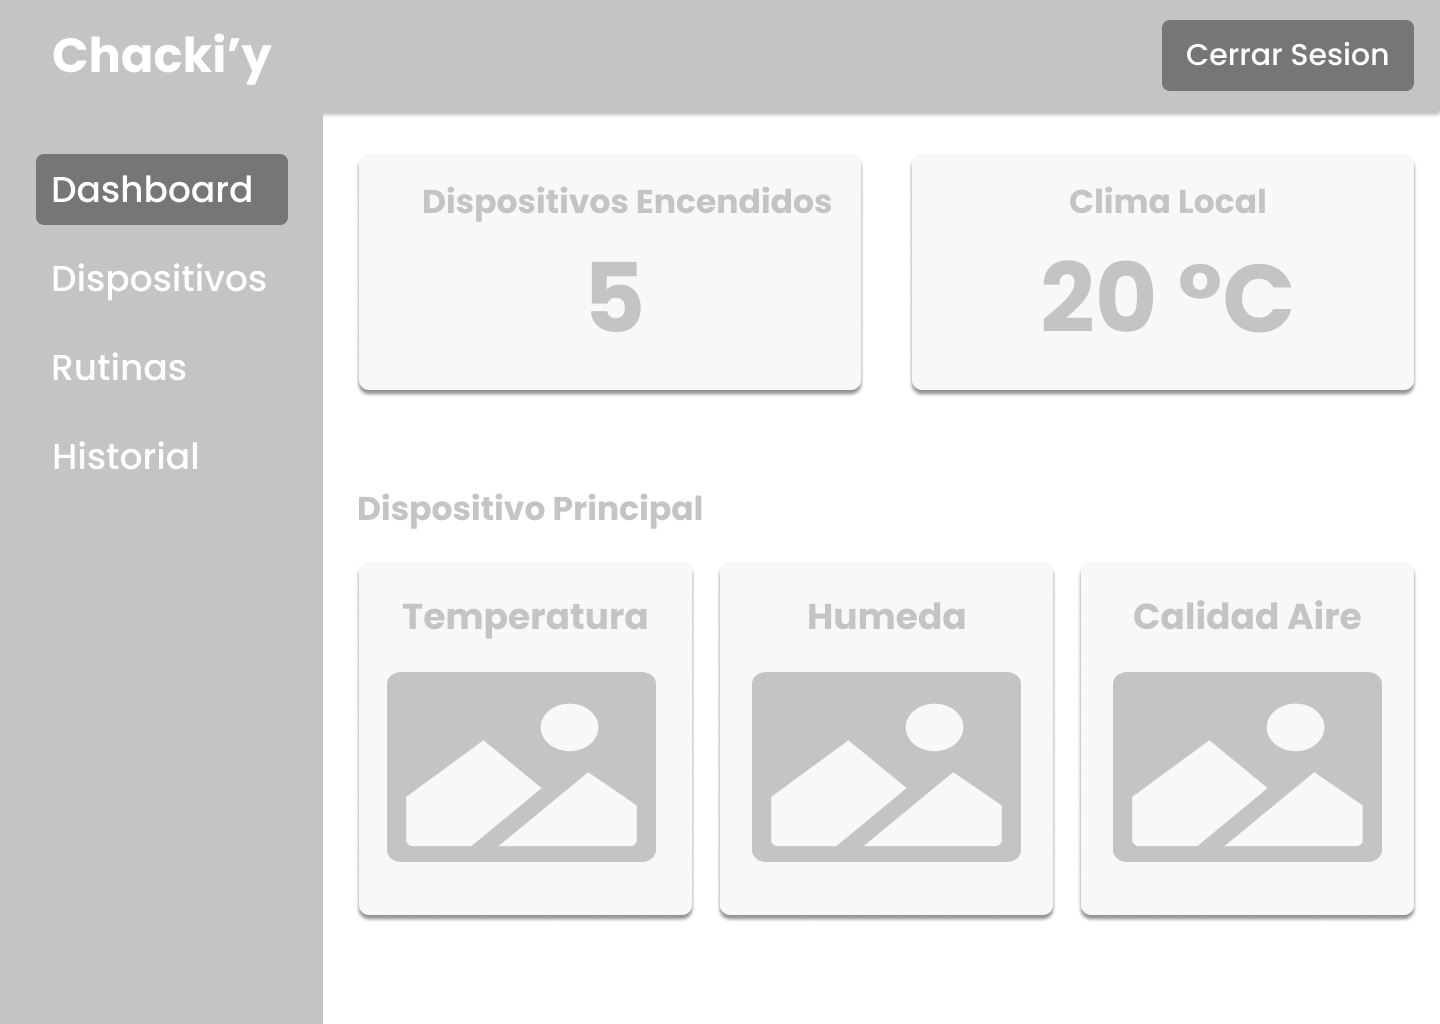 Chacki’y
Cerrar Sesion
Dashboard
Dispositivos
Rutinas
Historial
Dispositivos Encendidos
5
Clima Local
20 °C
Dispositivo Principal
Temperatura
Humeda
Calidad Aire